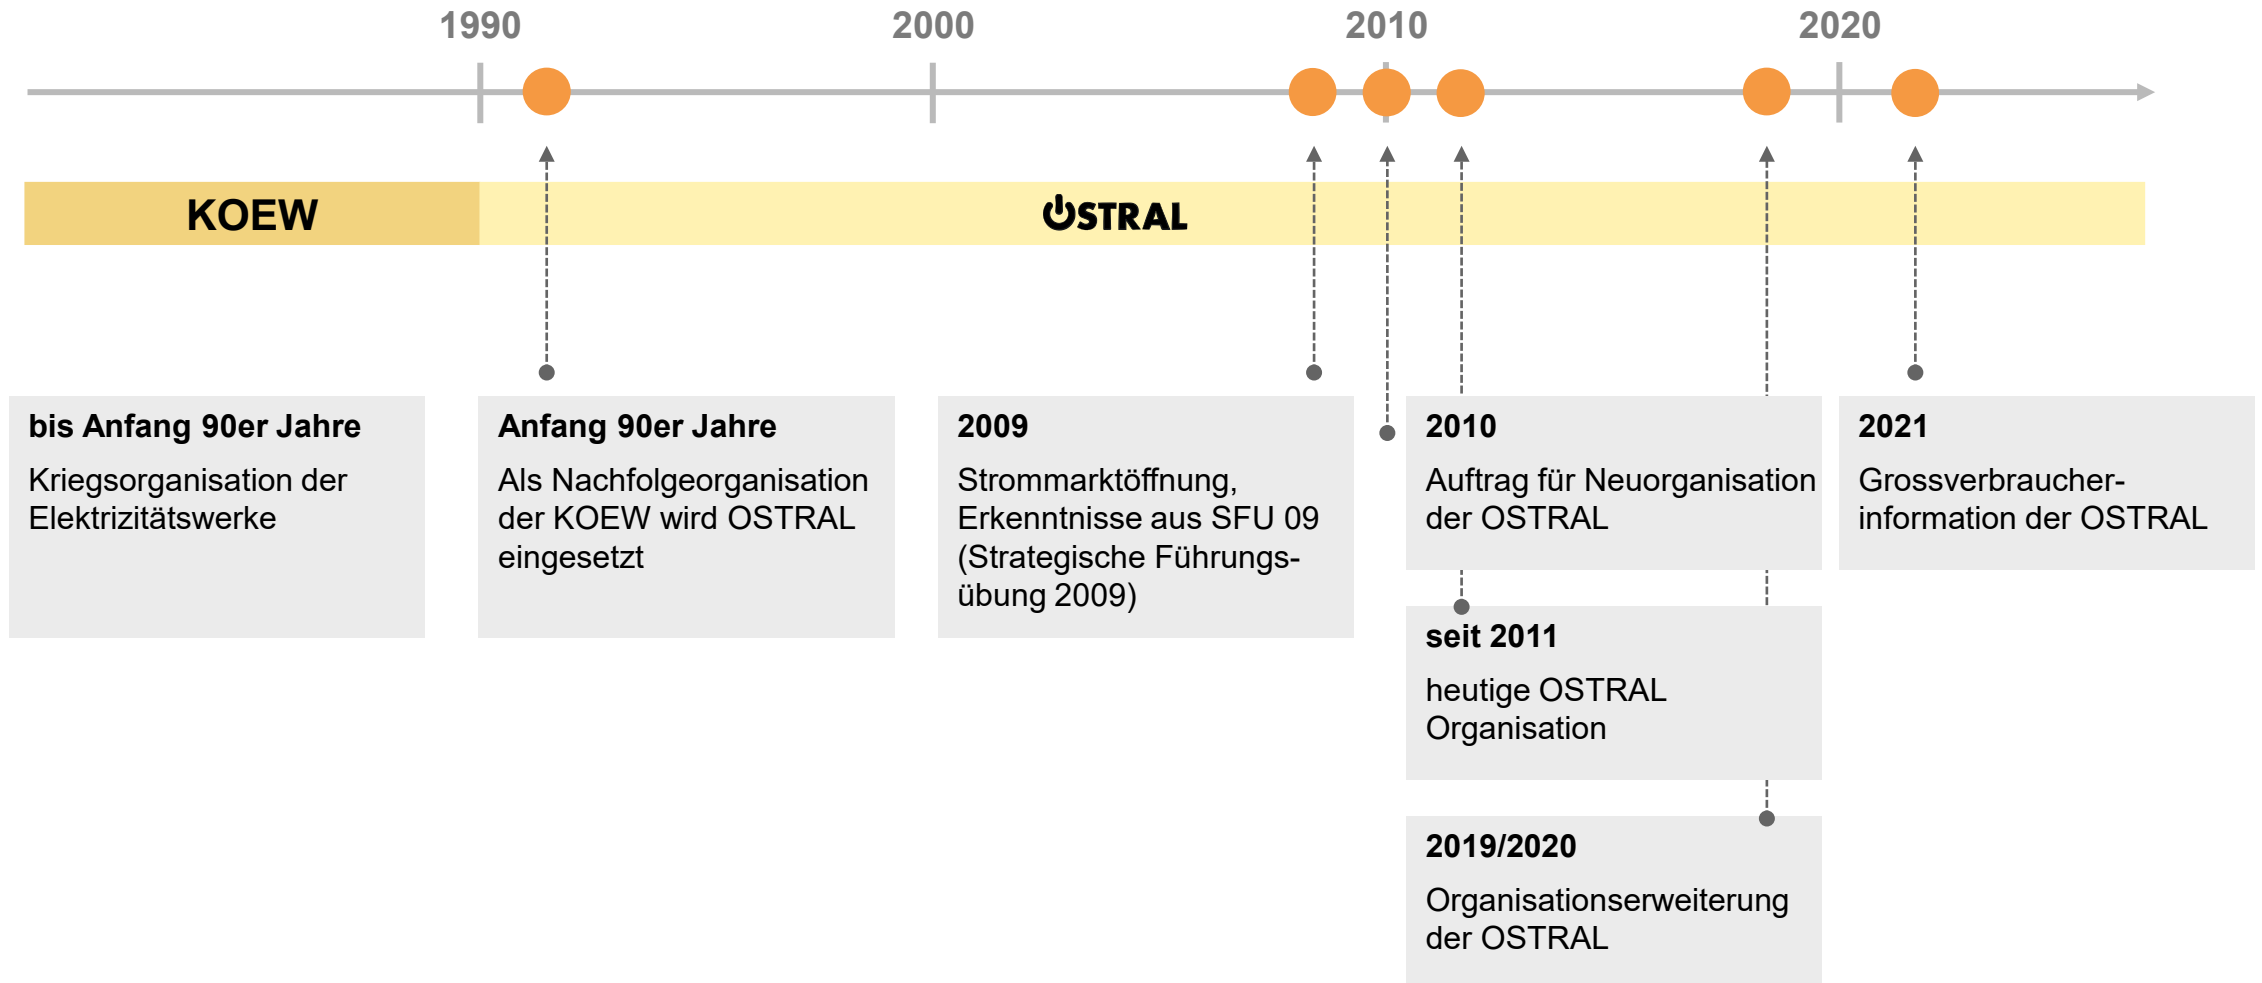 1990
2000
2010
2020
KOEW
OSTRAL
bis Anfang 90er Jahre
Kriegsorganisation der
Elektrizitätswerke
Anfang 90er Jahre
Als Nachfolgeorganisation
der KOEW wird OSTRAL
eingesetzt
2009
Strommarktöffnung,
Erkenntnisse aus SFU 09
(Strategische Führungs-
übung 2009)
2010
Auftrag für Neuorganisation
der OSTRAL
seit 2011
heutige OSTRAL
Organisation
2019/2020
Organisationserweiterung
der OSTRAL
2021
Grossverbraucher-
information der OSTRAL